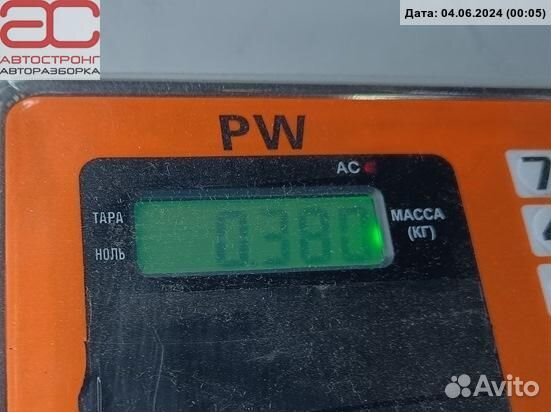 Дата: 04.06.2024 (00:05)
АС
АВТОСТРОНГ
АВТОРАЗБОРКА
PW
AC
ТАРА
НОЛЬ
0.380
МАССА
(КГ)
7
Avito